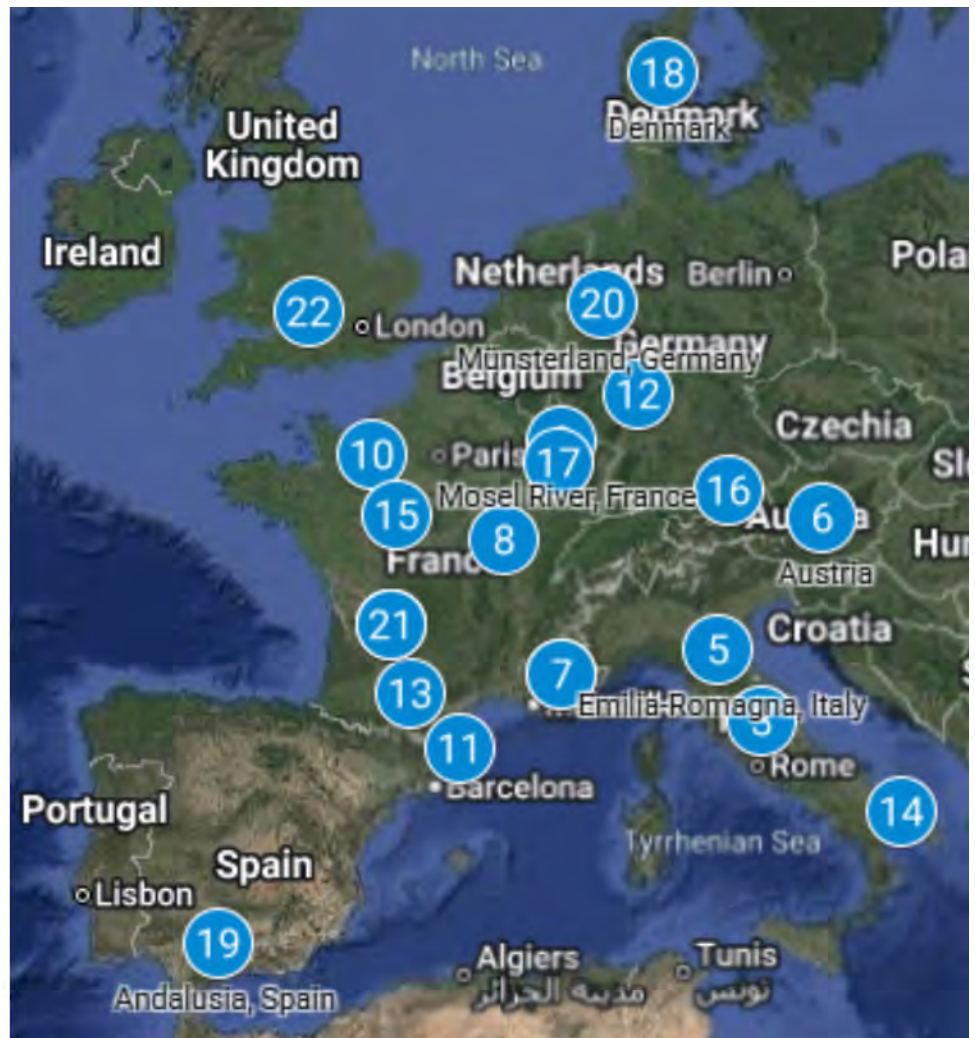 North Sea
18
Denmark
Denmark
United
Kingdom
Ireland
Netherlands
Berlin
Pola
20
22
London
Germany
Münsterland, Germany
Belgium
12
Czechia
10
Paris
17
Slo
Mosel River, France
16
15
6
8
Hun
France
Austria
Croatia
21
5
7
13
Emilia-Romagna, Italy
3
11
Rome
Barcelona
Portugal
14
Tyrrhenian Sea
Spain
Lisbon
19
Algiers
Tunis
مدينة الجزائر
تونس
Andalusia, Spain